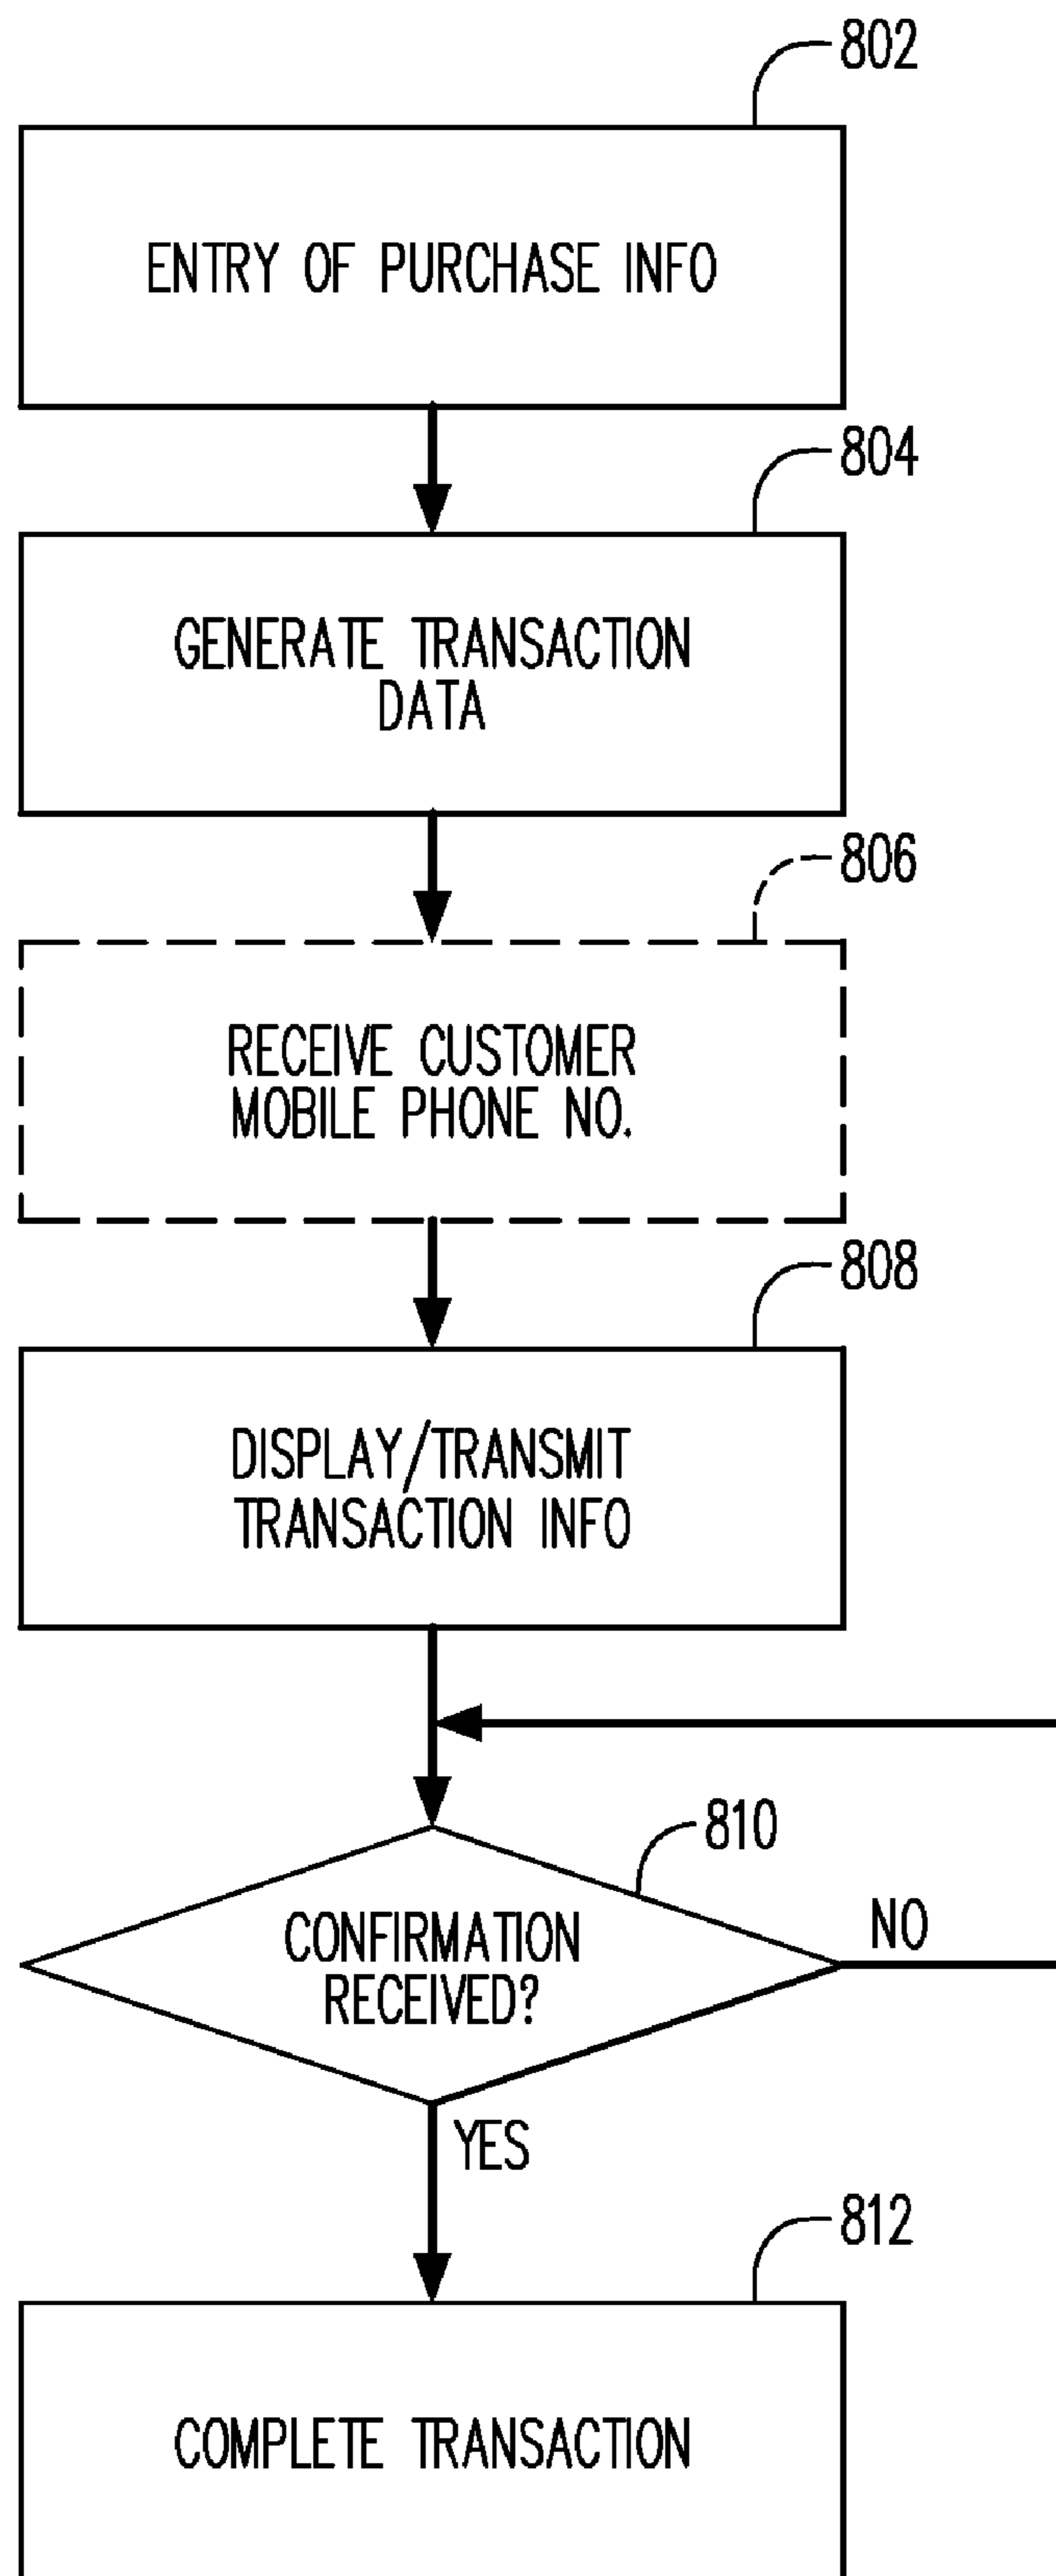 802
ENTRY OF PURCHASE INFO
804
GENERATE TRANSACTION
DATA
806
RECEIVE CUSTOMER
MOBILE PHONE NO.
808
DISPLAY/TRANSMIT
TRANSACTION INFO
810
CONFIRMATION
RECEIVED?
NO
YES
812
COMPLETE TRANSACTION